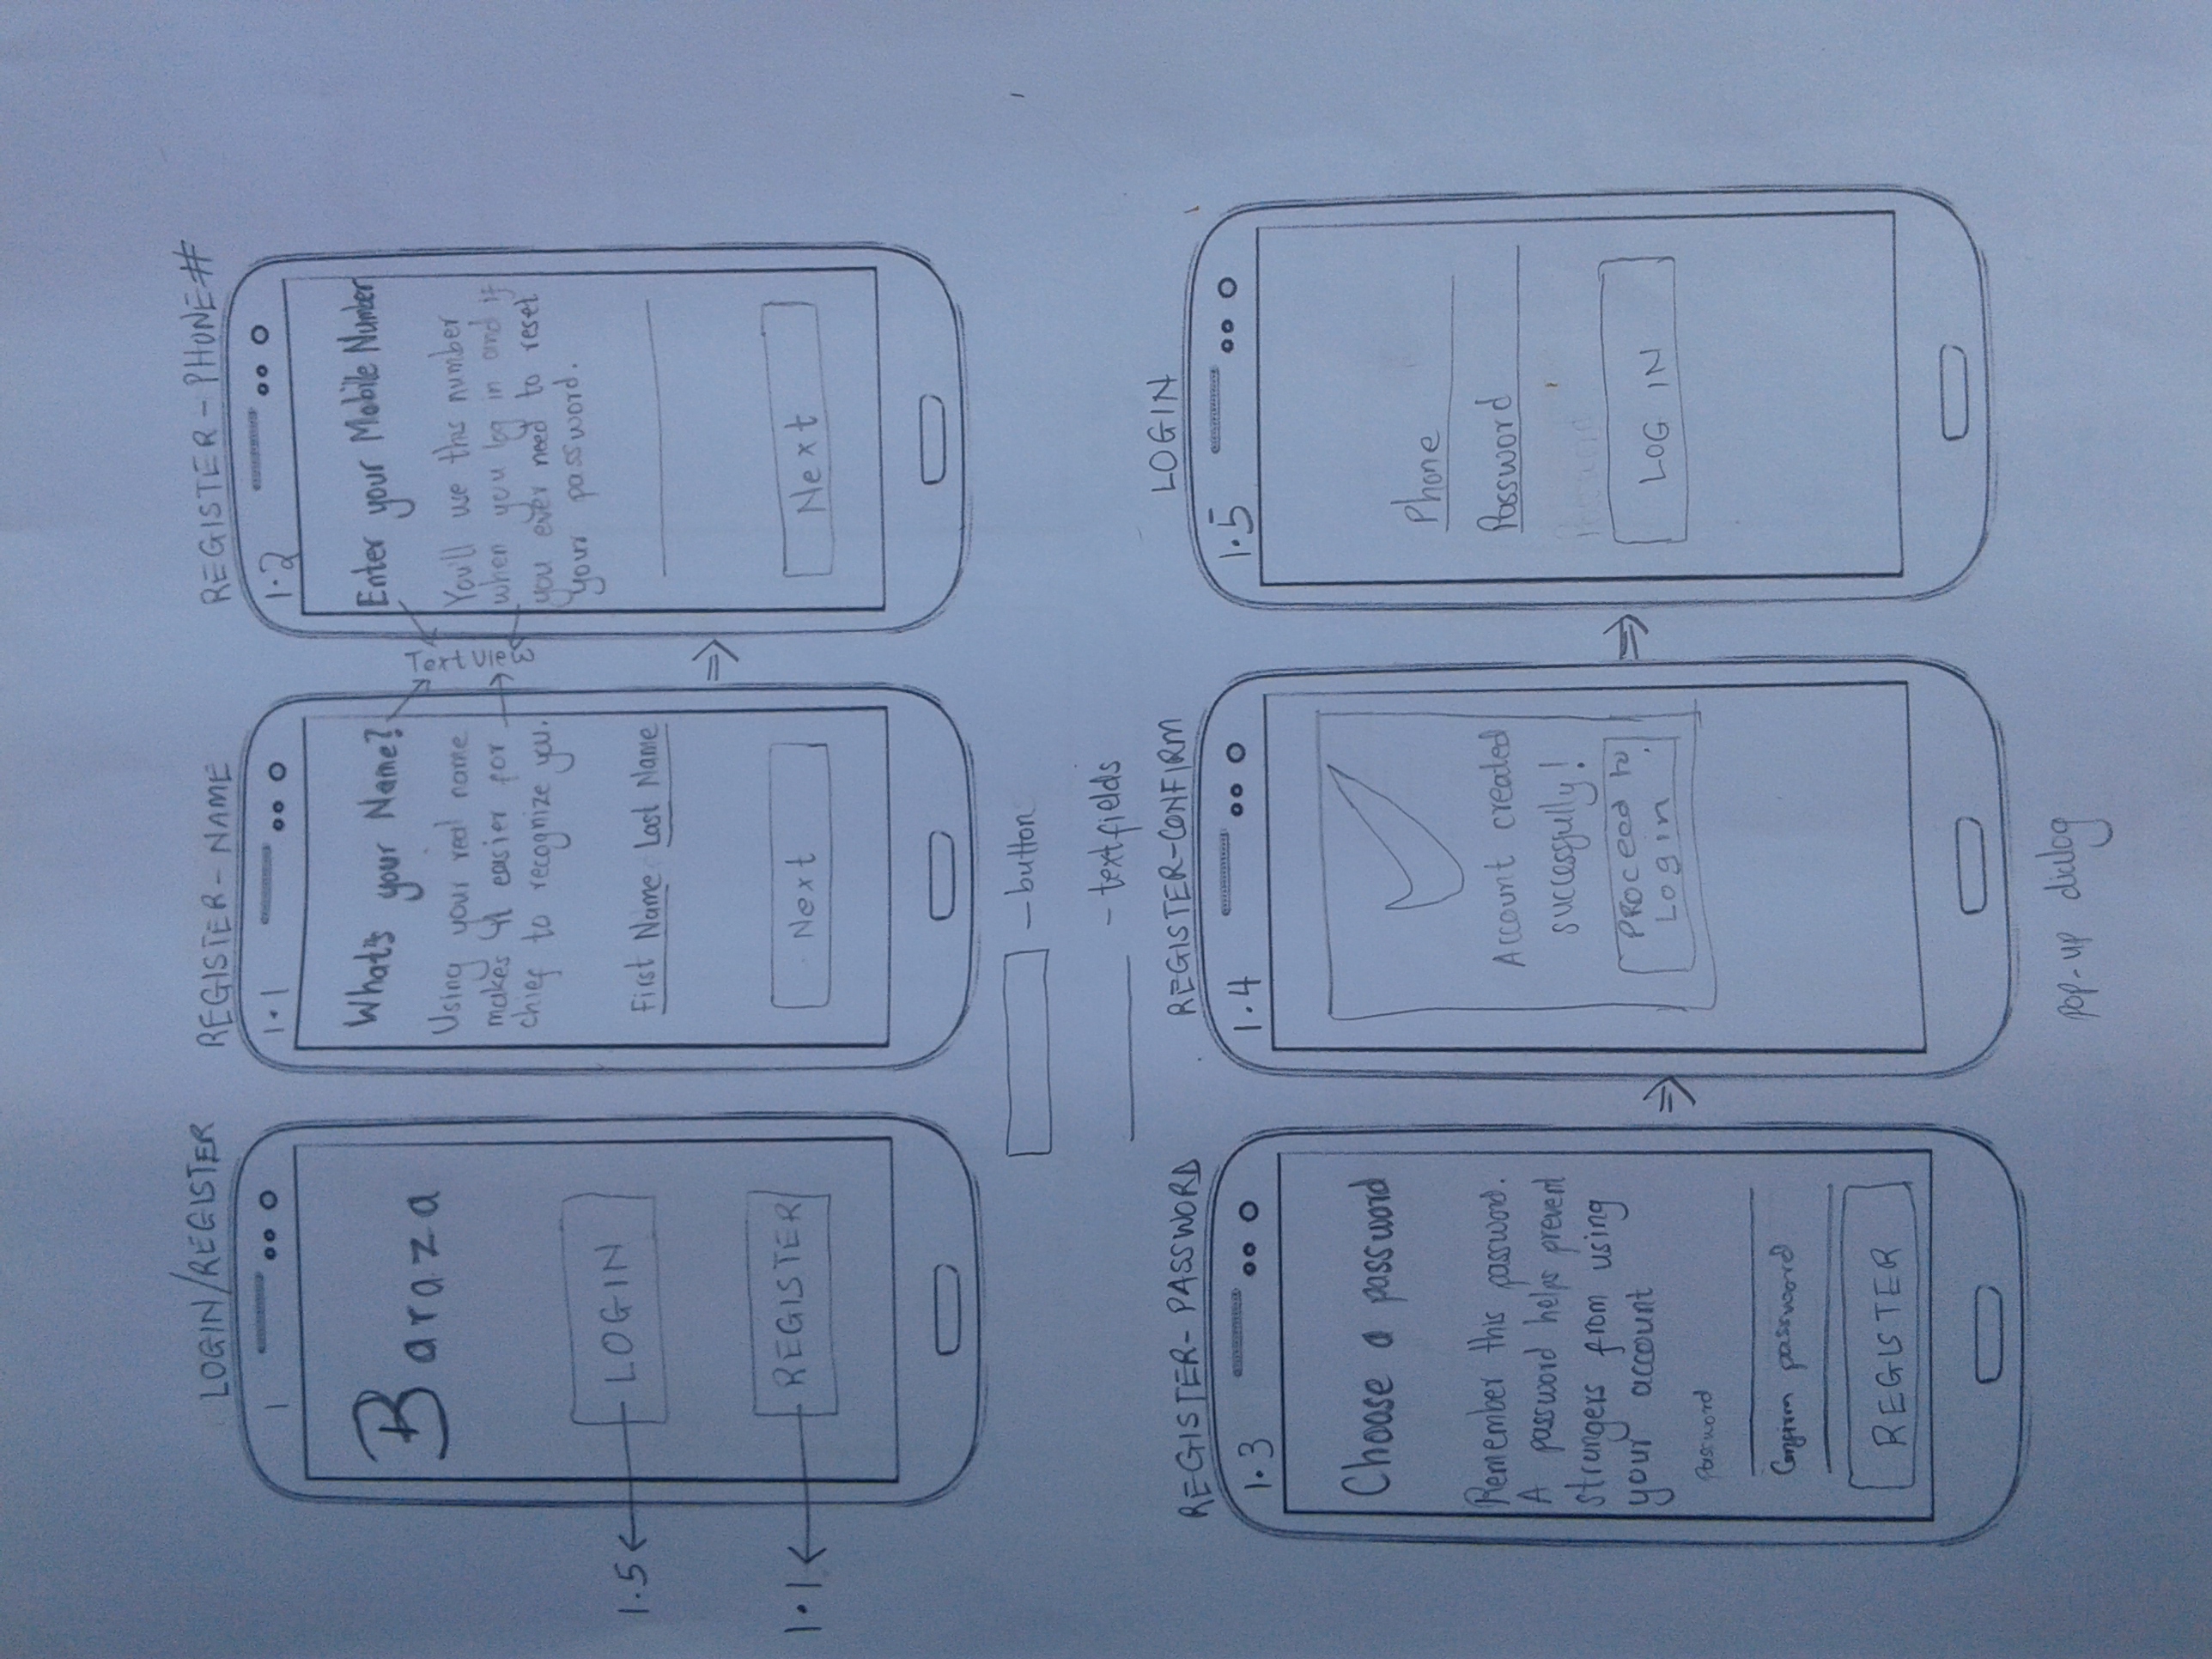 LOGIN/REGISTER
1
Baraza
LOGIN
1.5
REGISTER
1.1
REGISTER - NAME
1.1
What's your Name?
Using your real name
makes it easier for
chief to recognize you.
First Name Last Name
Next
TextView
REGISTER - PHONE#
1.2
Enter your Mobile Number
You'll use this number
when you log in and if
you ever need to reset
your password.
Next
- button
- textfields
REGISTER - PASSWORD
1.3
Choose a password
Remember this password.
A password helps prevent
strangers from using
your account
Password
Confirm password
REGISTER
REGISTER-CONFIRM
1.4
Account created
successfully!
Proceed to
Login
pop-up dialog
LOGIN
1.5
Phone
Password
LOG IN